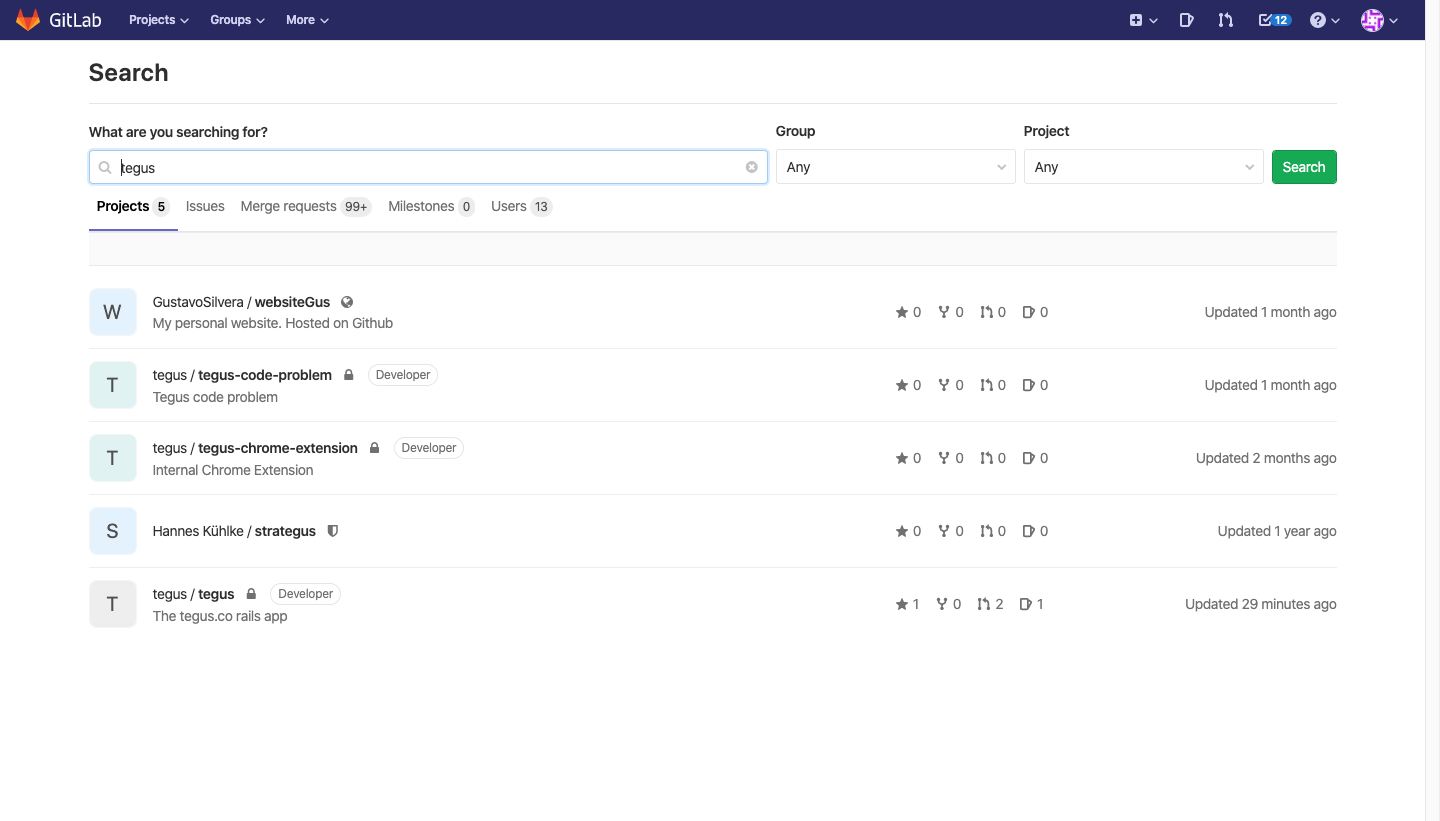 GitLab Projects Groups More 12
Search
What are you searching for? Group Project
tegus Any Any Search
Projects 5 Issues Merge requests 99+ Milestones 0 Users 13
W GustavoSilvera / websiteGus 0 0 0 0 Updated 1 month ago
My personal website. Hosted on Github
T tegus / tegus-code-problem Developer 0 0 0 0 Updated 1 month ago
Tegus code problem
T tegus / tegus-chrome-extension Developer 0 0 0 0 Updated 2 months ago
Internal Chrome Extension
S Hannes Kühlke / strategus 0 0 0 0 Updated 1 year ago
T tegus / tegus Developer 1 0 2 1 Updated 29 minutes ago
The tegus.co rails app